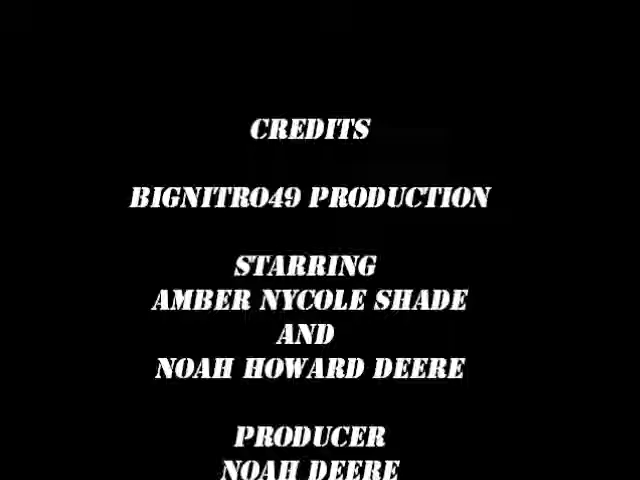 CREDITS
BIGNITRO49 PRODUCTION
STARRING
AMBER NYCOLE SHADE
AND
NOAH HOWARD DEERE
PRODUCER
NOAH DEERE